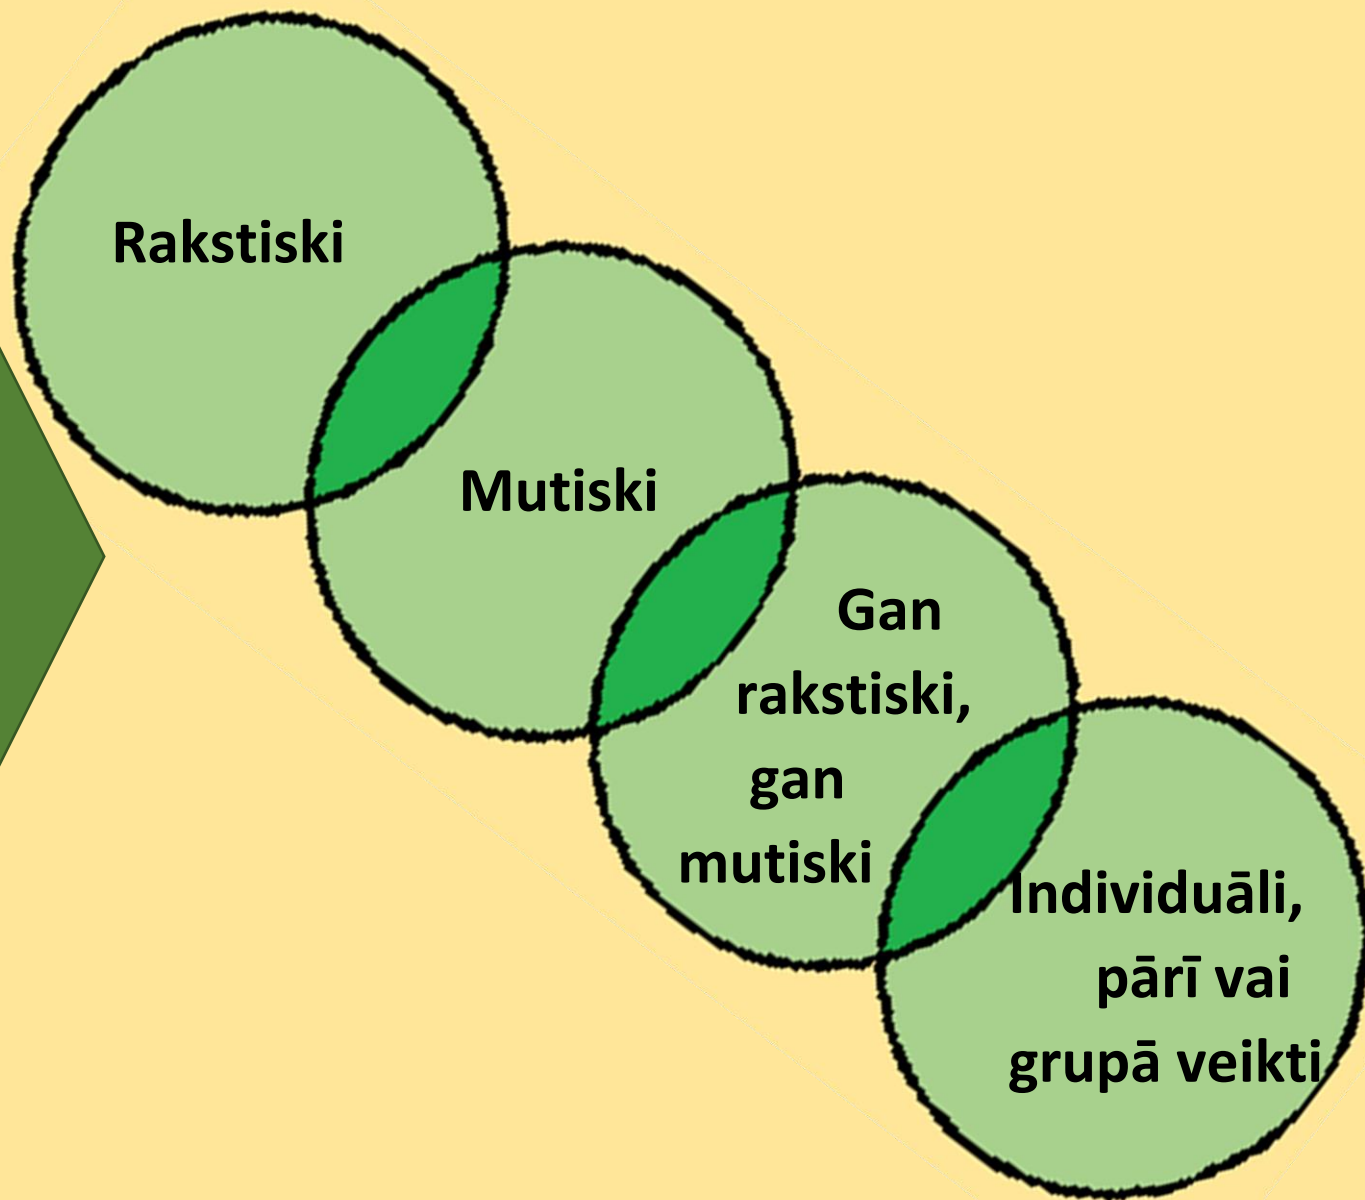 Rakstiski
Mutiski
Gan
rakstiski,
gan
mutiski
Individuāli,
pārī vai
grupā veikti